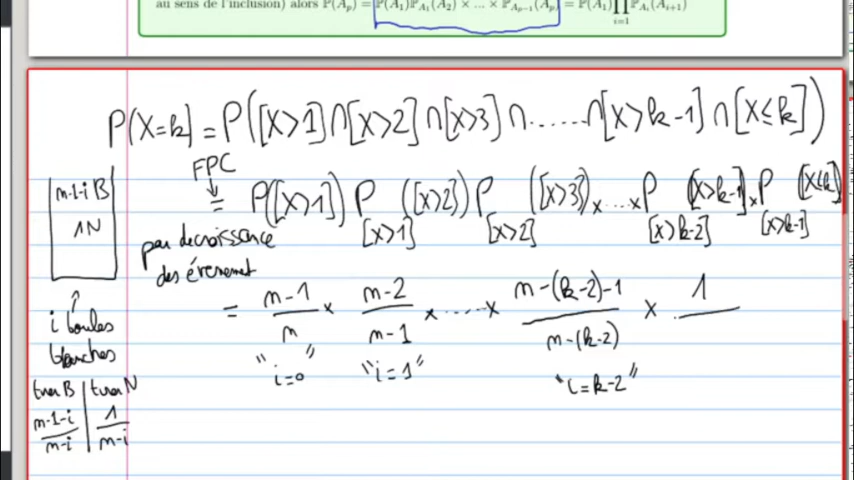 au sens de l'inclusion) alors ℙ(A_p) = ℙ(A_1)ℙ_{A_1}(A_2) × ... × ℙ_{A_{p-1}}(A_p) = ℙ(A_1)∏_{i=1} ℙ_{A_i}(A_{i+1})
P(X=k) = P([X>1]∩[X>2]∩[X>3]∩......∩[X>k-1]∩[X≤k])
FPC
↓
= P([X>1]) P_{[X>1]}([X>2]) P_{[X>2]}([X>3]) ×...× P_{[X>k-2]}([X>k-1]) × P_{[X>k-1]}([X≤k])
par decroissance
des évènement
= (n-1)/n × (n-2)/(n-1) ×......× (n-(k-2)-1)/(n-(k-2)) × 1/
"i=0" "i=1" "i=k-2"
n-1-i B
1N
↑
i boules
blanches
tirer B | tirer N
(n-1-i)/(n-i) | 1/(n-i)